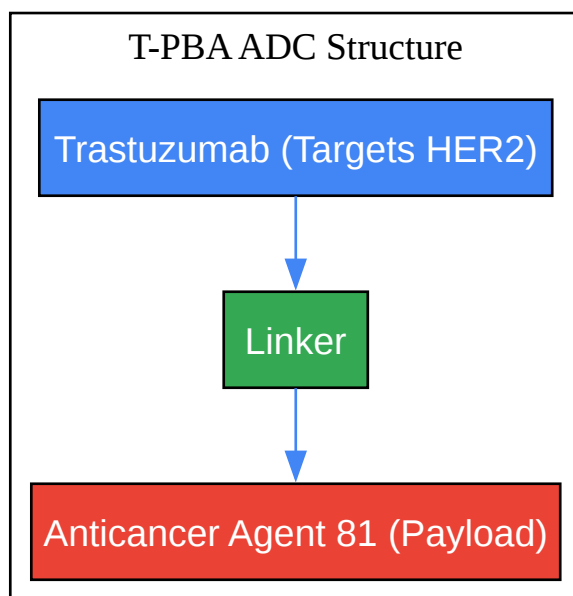 T-PBA ADC Structure
Trastuzumab (Targets HER2)
Linker
Anticancer Agent 81 (Payload)